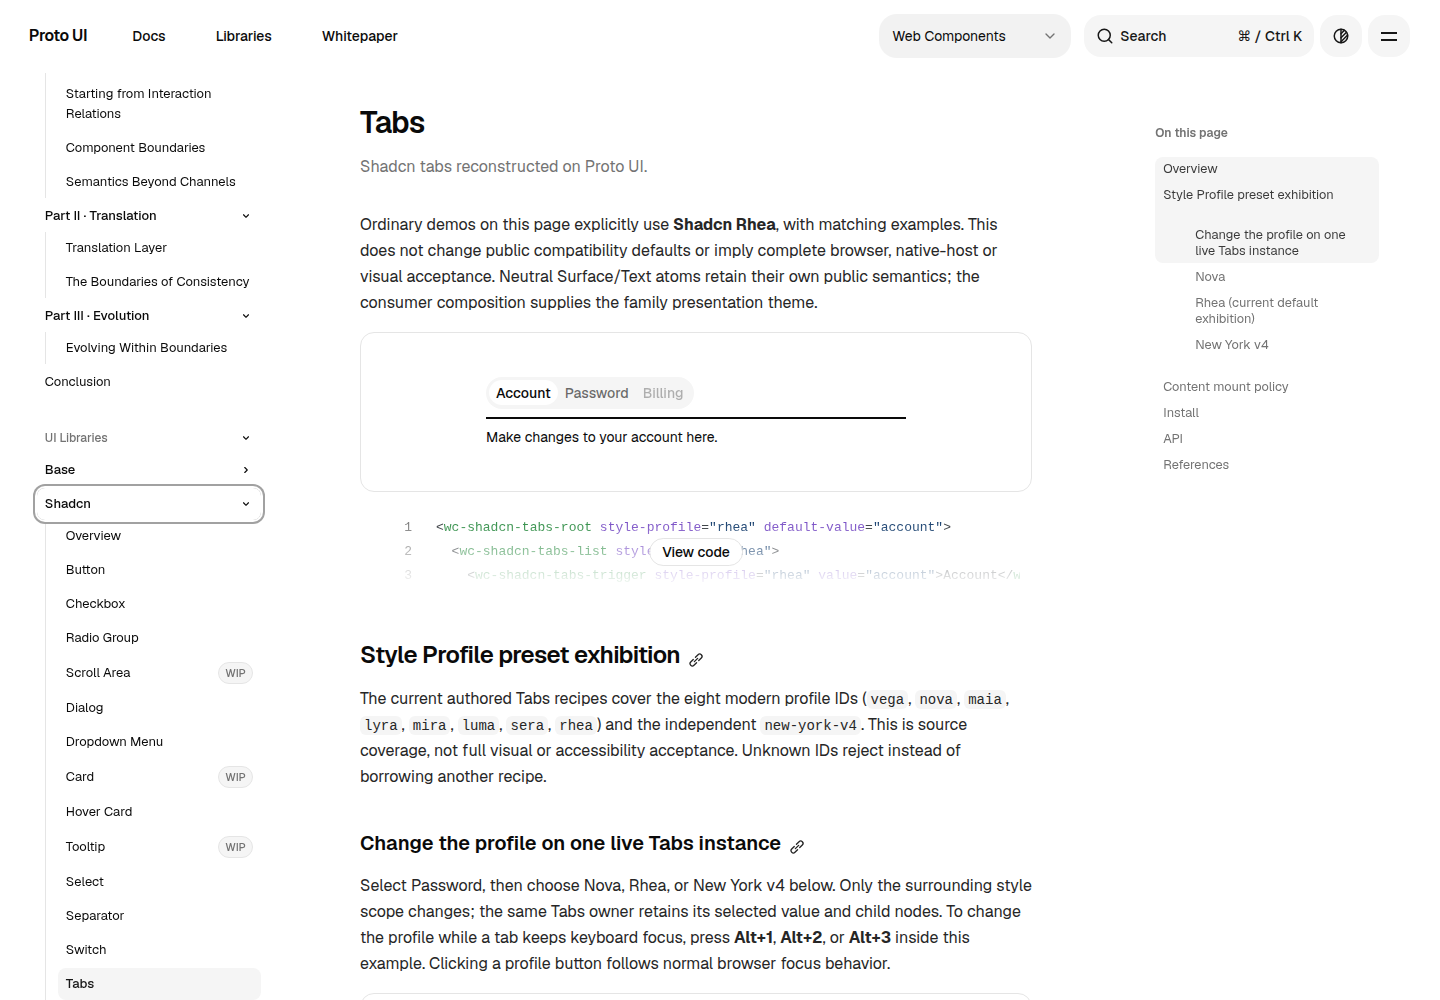 Proto UI
Docs
Libraries
Whitepaper
Web Components
Search
⌘ / Ctrl K
Starting from Interaction
Relations
Component Boundaries
Semantics Beyond Channels
Part II · Translation
Translation Layer
The Boundaries of Consistency
Part III · Evolution
Evolving Within Boundaries
Conclusion
UI Libraries
Base
Shadcn
Overview
Button
Checkbox
Radio Group
Scroll Area WIP
Dialog
Dropdown Menu
Card WIP
Hover Card
Tooltip WIP
Select
Separator
Switch
Tabs
Tabs
Shadcn tabs reconstructed on Proto UI.
Ordinary demos on this page explicitly use Shadcn Rhea, with matching examples. This
does not change public compatibility defaults or imply complete browser, native-host or
visual acceptance. Neutral Surface/Text atoms retain their own public semantics; the
consumer composition supplies the family presentation theme.
Account Password Billing
Make changes to your account here.
1 <wc-shadcn-tabs-root style-profile="rhea" default-value="account">
2 <wc-shadcn-tabs-list style hea">
View code
3 <wc-shadcn-tabs-trigger style-profile="rhea" value="account">Account</w
Style Profile preset exhibition
The current authored Tabs recipes cover the eight modern profile IDs ( vega , nova , maia ,
lyra , mira , luma , sera , rhea ) and the independent new-york-v4 . This is source
coverage, not full visual or accessibility acceptance. Unknown IDs reject instead of
borrowing another recipe.
Change the profile on one live Tabs instance
Select Password, then choose Nova, Rhea, or New York v4 below. Only the surrounding style
scope changes; the same Tabs owner retains its selected value and child nodes. To change
the profile while a tab keeps keyboard focus, press Alt+1, Alt+2, or Alt+3 inside this
example. Clicking a profile button follows normal browser focus behavior.
On this page
Overview
Style Profile preset exhibition
Change the profile on one
live Tabs instance
Nova
Rhea (current default
exhibition)
New York v4
Content mount policy
Install
API
References